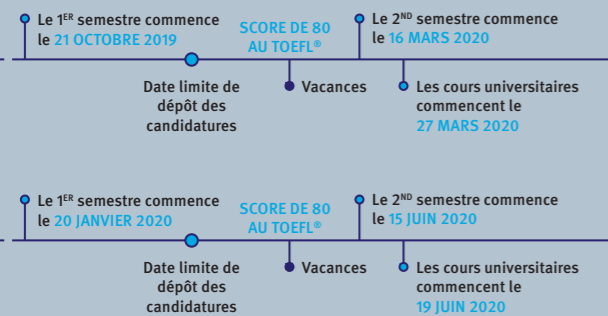 Le 1ER semestre commence
le 21 OCTOBRE 2019
SCORE DE 80
AU TOEFL®
Le 2ND semestre commence
le 16 MARS 2020
Date limite de
dépôt des
candidatures
Vacances
Les cours universitaires
commencent le
27 MARS 2020
Le 1ER semestre commence
le 20 JANVIER 2020
SCORE DE 80
AU TOEFL®
Le 2ND semestre commence
le 15 JUIN 2020
Date limite de
dépôt des
candidatures
Vacances
Les cours universitaires
commencent le
19 JUIN 2020